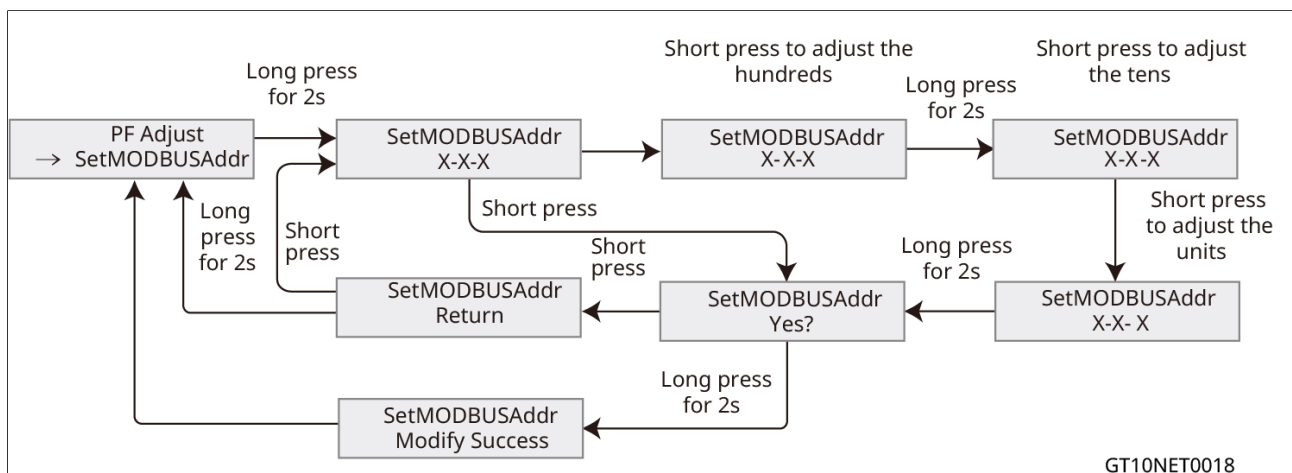 Short press to adjust the
hundreds
Short press to adjust
the tens
Long press
for 2s
Long press
for 2s
PF Adjust
→ SetMODBUSAddr
SetMODBUSAddr
X-X-X
SetMODBUSAddr
X-X-X
SetMODBUSAddr
X-X-X
Long
press
for 2s
Short
press
Short press
Short press
to adjust the
units
Short
press
Long press
for 2s
SetMODBUSAddr
Return
SetMODBUSAddr
Yes?
SetMODBUSAddr
X-X- X
Long press
for 2s
SetMODBUSAddr
Modify Success
GT10NET0018